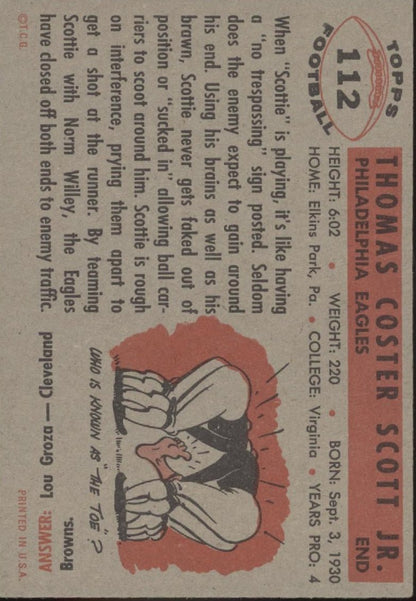 TOPPS
112
FOOTBALL
THOMAS COSTER SCOTT JR.
PHILADELPHIA EAGLES END
HEIGHT: 6:02 • WEIGHT: 220 • BORN: Sept. 3, 1930
HOME: Elkins Park, Pa. • COLLEGE: Virginia • YEARS PRO: 4
When "Scottie" is playing, it's like having
a "no trespassing" sign posted. Seldom
does the enemy expect to gain around
his end. Using his brains as well as his
brawn, Scottie never gets faked out of
position or "sucked in" allowing ball car-
riers to scoot around him. Scottie is rough
on interference, prying them apart to
get a shot at the runner. By teaming
Scottie with Norm Willey, the Eagles
have closed off both ends to enemy traffic.
©T.C.G.
WHO IS KNOWN AS "THE TOE"?
ANSWER: Lou Groza — Cleveland
Browns.
PRINTED IN U.S.A.